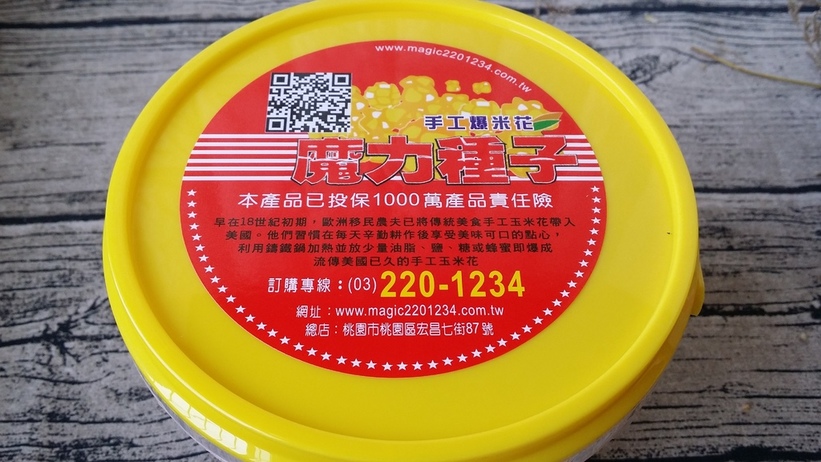 www.magic2201234.com.tw
手工爆米花
魔力種子
本產品已投保1000萬產品責任險
早在18世紀初期，歐洲移民農夫已將傳統美食手工玉米花帶入
美國。他們習慣在每天辛勤耕作後享受美味可口的點心，
利用鑄鐵鍋加熱並放少量油脂、鹽、糖或蜂蜜即爆成
流傳美國已久的手工玉米花
訂購專線：(03)220-1234
網址：www.magic2201234.com.tw
總店：桃園市桃園區宏昌七街87號